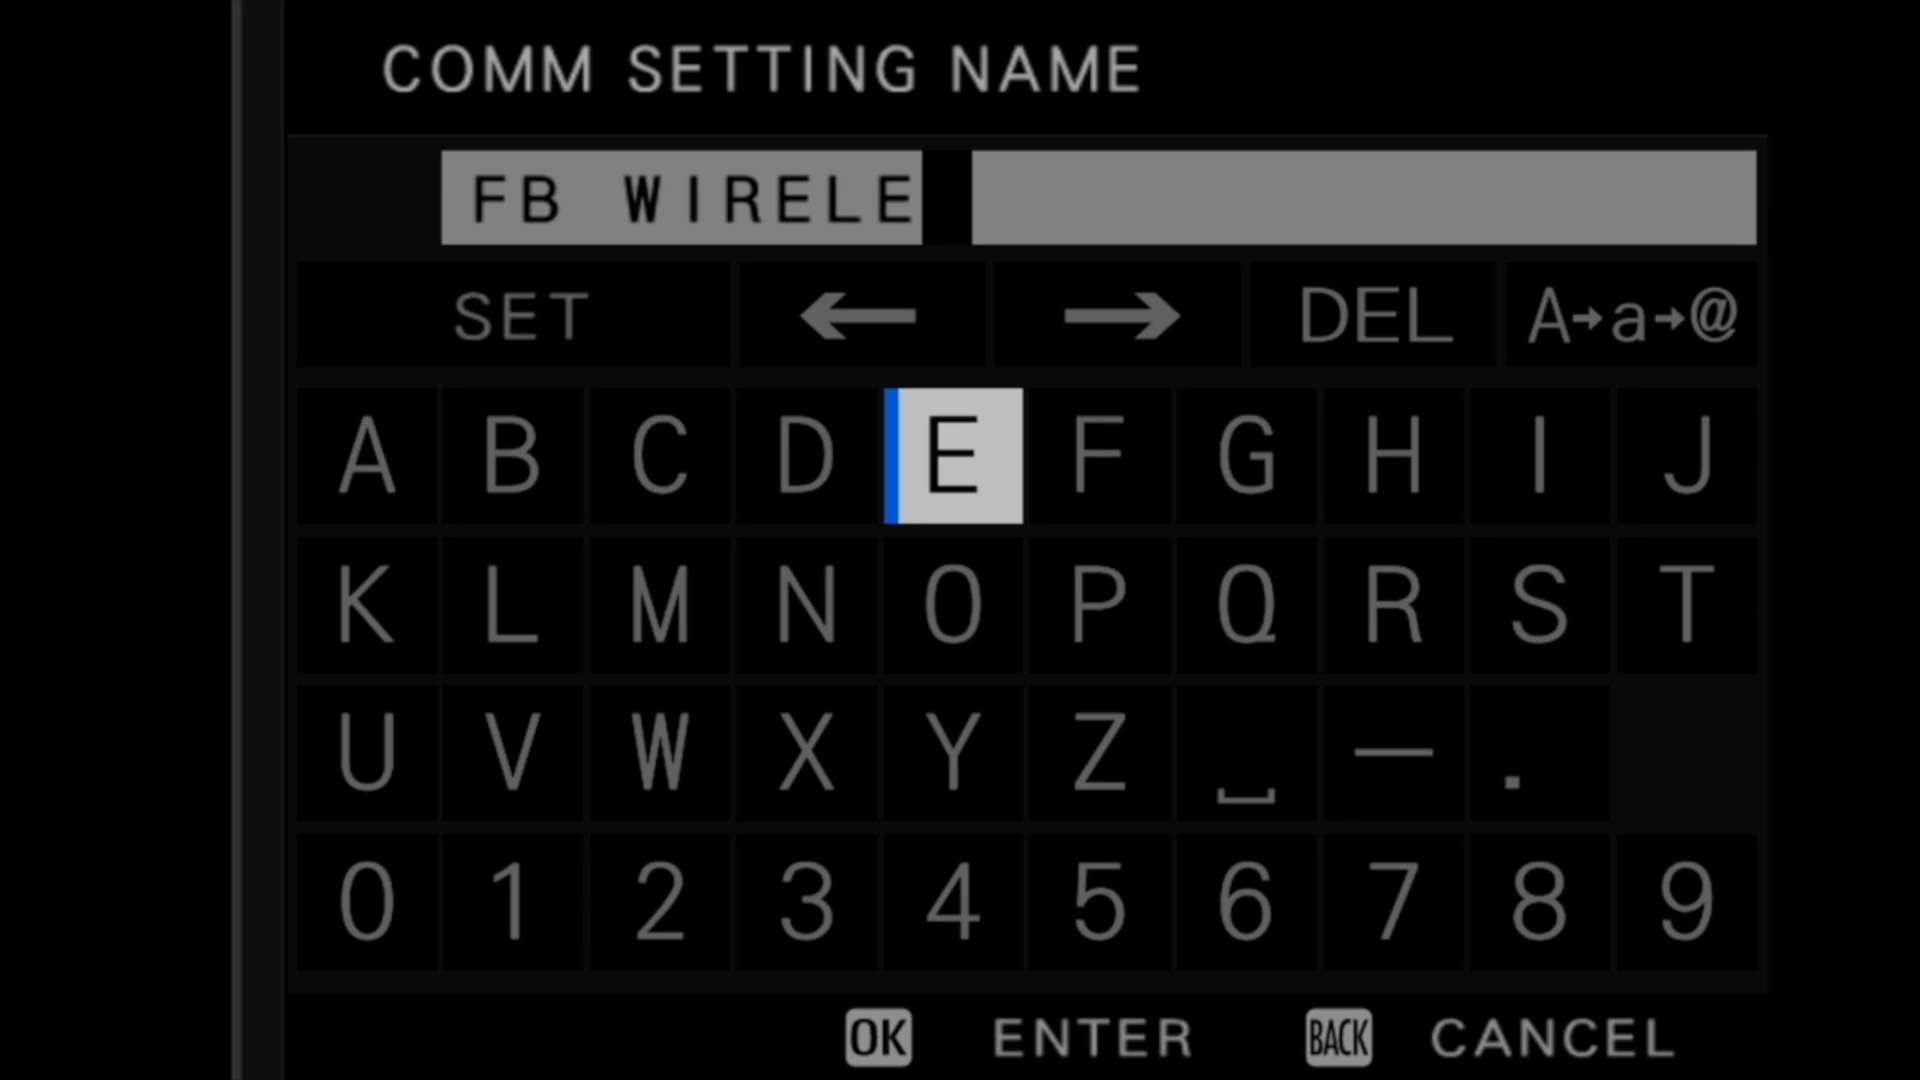 COMM SETTING NAME
FB WIRELE
SET ← → DEL A→a→@
A B C D E F G H I J
K L M N O P Q R S T
U V W X Y Z ⎵ — .
0 1 2 3 4 5 6 7 8 9
OK ENTER BACK CANCEL